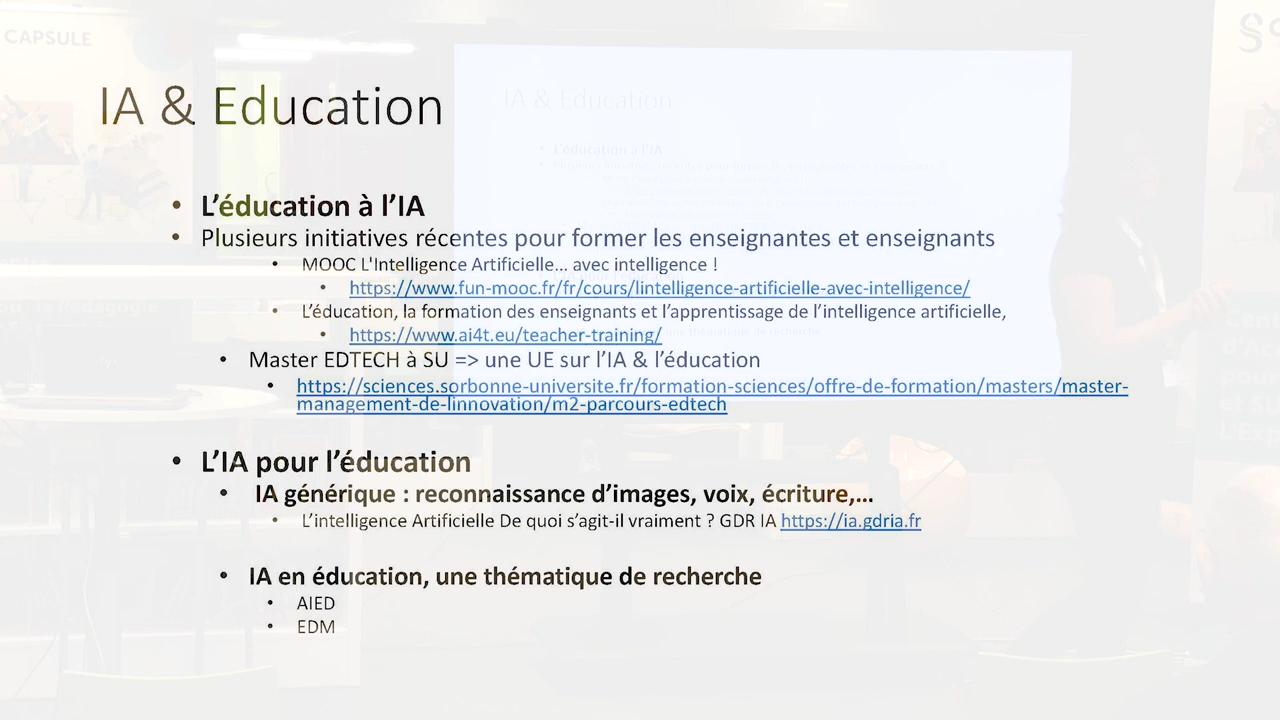 CAPSULE
IA & Education
IA & Education
• L'éducation à l'IA
• L'éducation à l'IA
• Plusieurs initiatives récentes pour former les enseignantes et enseignants
• MOOC L'Intelligence Artificielle... avec intelligence !
• https://www.fun-mooc.fr/fr/cours/lintelligence-artificielle-avec-intelligence/
• L'éducation, la formation des enseignants et l'apprentissage de l'intelligence artificielle,
• https://www.ai4t.eu/teacher-training/
• Master EDTECH à SU => une UE sur l'IA & l'éducation
• https://sciences.sorbonne-universite.fr/formation-sciences/offre-de-formation/masters/master-
management-de-linnovation/m2-parcours-edtech
• L'IA pour l'éducation
• IA générique : reconnaissance d'images, voix, écriture,...
• L'intelligence Artificielle De quoi s'agit-il vraiment ? GDR IA https://ia.gdria.fr
• IA en éducation, une thématique de recherche
• AIED
• EDM